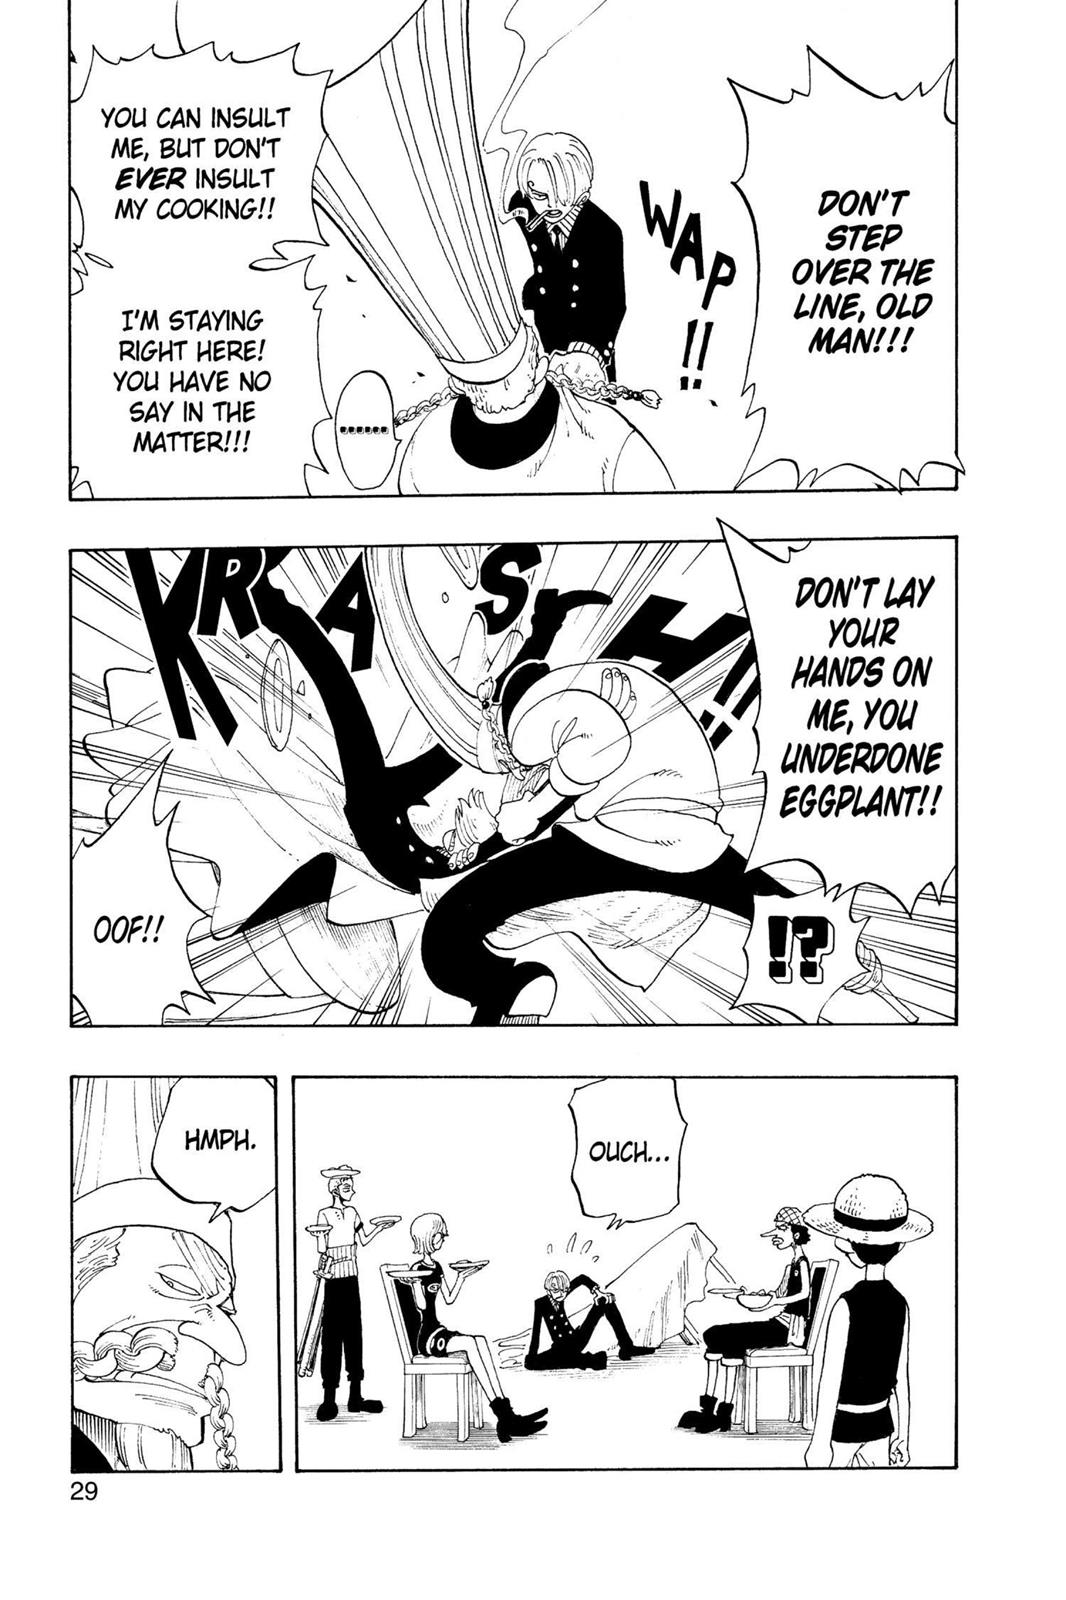 DON'T
STEP
OVER THE
LINE, OLD
MAN!!!
WAP!!
YOU CAN INSULT
ME, BUT DON'T
EVER INSULT
MY COOKING!!
I'M STAYING
RIGHT HERE!
YOU HAVE NO
SAY IN THE
MATTER!!!
......
DON'T LAY
YOUR
HANDS ON
ME, YOU
UNDERDONE
EGGPLANT!!
KRASH!!
!?
OOF!!
HMPH.
OUCH...
10
29